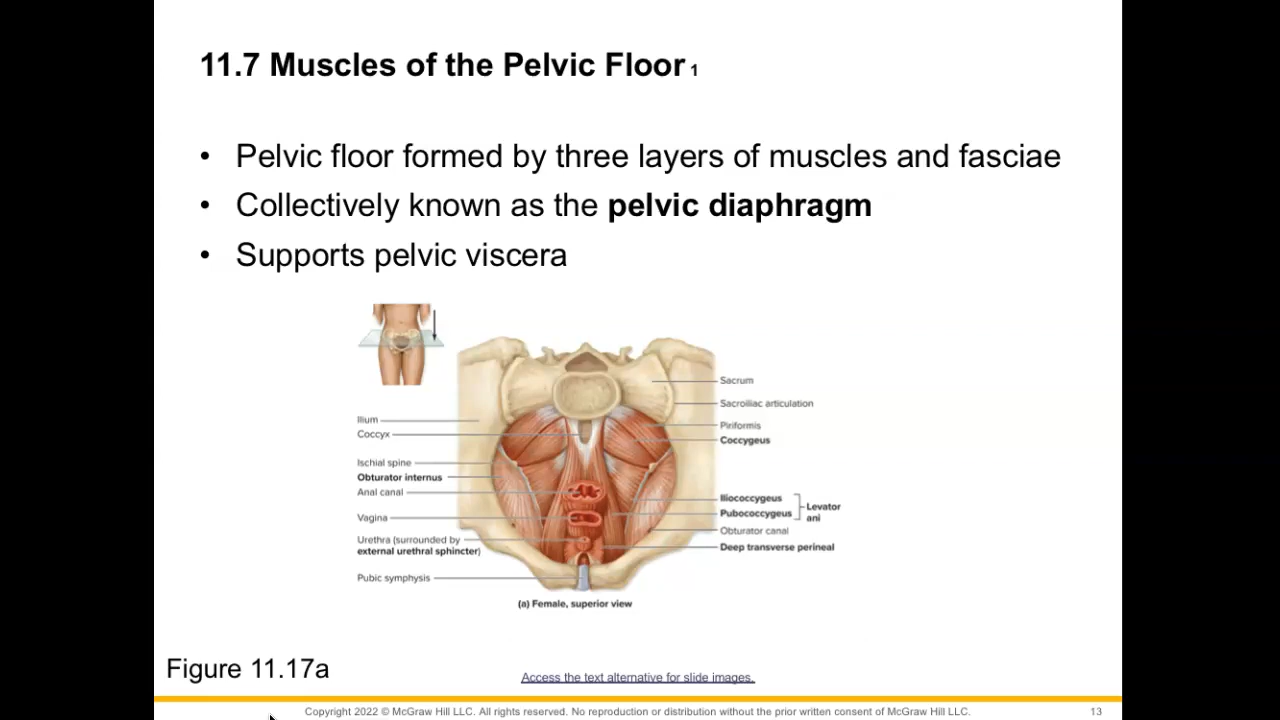 11.7 Muscles of the Pelvic Floor 1
• Pelvic floor formed by three layers of muscles and fasciae
• Collectively known as the pelvic diaphragm
• Supports pelvic viscera
Ilium
Coccyx
Ischial spine
Obturator internus
Anal canal
Vagina
Urethra (surrounded by
external urethral sphincter)
Pubic symphysis
Sacrum
Sacroiliac articulation
Piriformis
Coccygeus
Iliococcygeus
Pubococcygeus
Levator
ani
Obturator canal
Deep transverse perineal
(a) Female, superior view
Figure 11.17a
Access the text alternative for slide images.
Copyright 2022 © McGraw Hill LLC. All rights reserved. No reproduction or distribution without the prior written consent of McGraw Hill LLC.
13